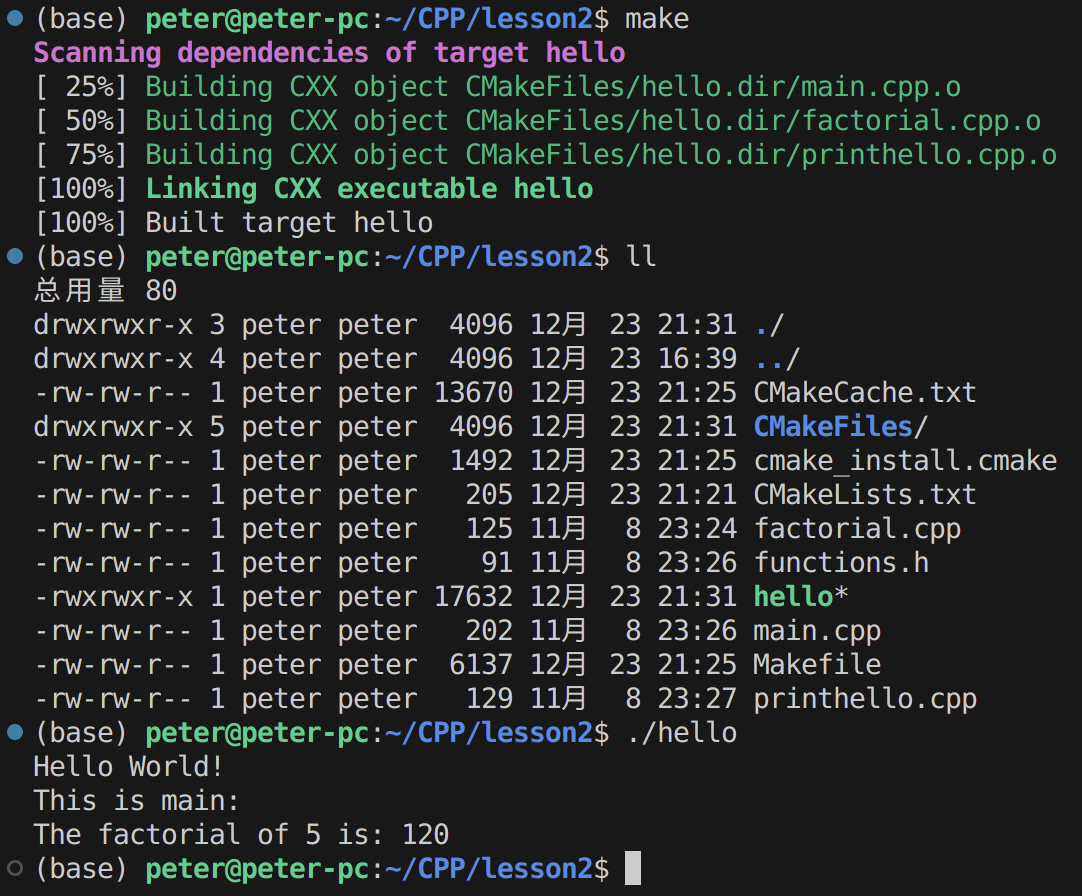 (base) peter@peter-pc:~/CPP/lesson2$ make
Scanning dependencies of target hello
[ 25%] Building CXX object CMakeFiles/hello.dir/main.cpp.o
[ 50%] Building CXX object CMakeFiles/hello.dir/factorial.cpp.o
[ 75%] Building CXX object CMakeFiles/hello.dir/printhello.cpp.o
[100%] Linking CXX executable hello
[100%] Built target hello
(base) peter@peter-pc:~/CPP/lesson2$ ll
总用量 80
drwxrwxr-x 3 peter peter  4096 12月 23 21:31 ./
drwxrwxr-x 4 peter peter  4096 12月 23 16:39 ../
-rw-rw-r-- 1 peter peter 13670 12月 23 21:25 CMakeCache.txt
drwxrwxr-x 5 peter peter  4096 12月 23 21:31 CMakeFiles/
-rw-rw-r-- 1 peter peter  1492 12月 23 21:25 cmake_install.cmake
-rw-rw-r-- 1 peter peter   205 12月 23 21:21 CMakeLists.txt
-rw-rw-r-- 1 peter peter   125 11月  8 23:24 factorial.cpp
-rw-rw-r-- 1 peter peter    91 11月  8 23:26 functions.h
-rwxrwxr-x 1 peter peter 17632 12月 23 21:31 hello*
-rw-rw-r-- 1 peter peter   202 11月  8 23:26 main.cpp
-rw-rw-r-- 1 peter peter  6137 12月 23 21:25 Makefile
-rw-rw-r-- 1 peter peter   129 11月  8 23:27 printhello.cpp
(base) peter@peter-pc:~/CPP/lesson2$ ./hello
Hello World!
This is main:
The factorial of 5 is: 120
(base) peter@peter-pc:~/CPP/lesson2$